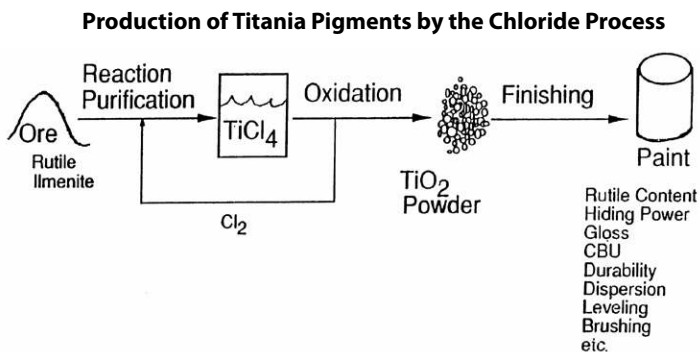 Production of Titania Pigments by the Chloride Process
Reaction
Purification
Oxidation
Finishing
Ore
Rutile
Ilmenite
TiCl4
Cl2
TiO2
Powder
Paint
Rutile Content
Hiding Power
Gloss
CBU
Durability
Dispersion
Leveling
Brushing
etc.